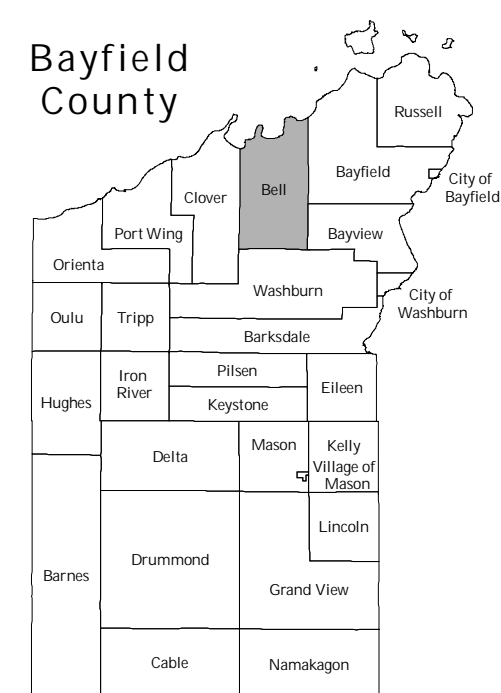 Bayfield
County
Russell
Bayfield
City of
Bayfield
Bell
Clover
Port Wing
Bayview
Orienta
Washburn
City of
Washburn
Oulu
Tripp
Barksdale
Pilsen
Iron
River
Eileen
Hughes
Keystone
Mason
Kelly
Delta
Village of
Mason
Lincoln
Drummond
Barnes
Grand View
Cable
Namakagon